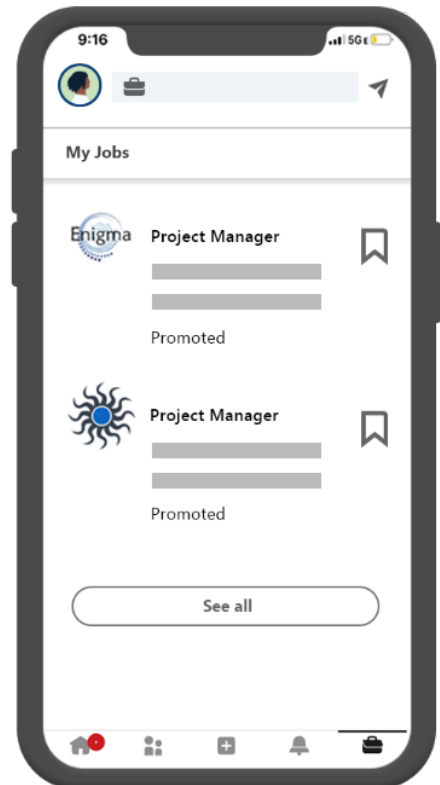 9:16
5G E
My Jobs
Enigma
Project Manager
Promoted
Project Manager
Promoted
See all